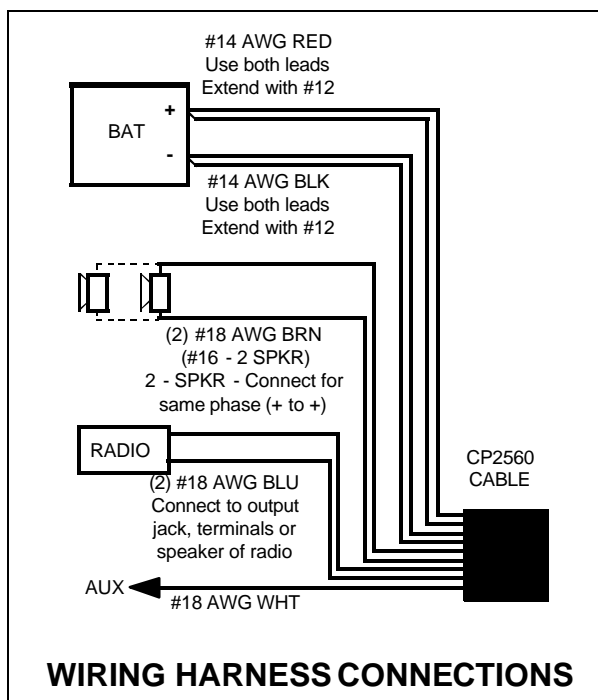 #14 AWG RED
Use both leads
Extend with #12
+
BAT
-
#14 AWG BLK
Use both leads
Extend with #12
(2) #18 AWG BRN
(#16 - 2 SPKR)
2 - SPKR - Connect for
same phase (+ to +)
RADIO
(2) #18 AWG BLU
Connect to output
jack, terminals or
speaker of radio
CP2560
CABLE
AUX
#18 AWG WHT
WIRING HARNESS CONNECTIONS